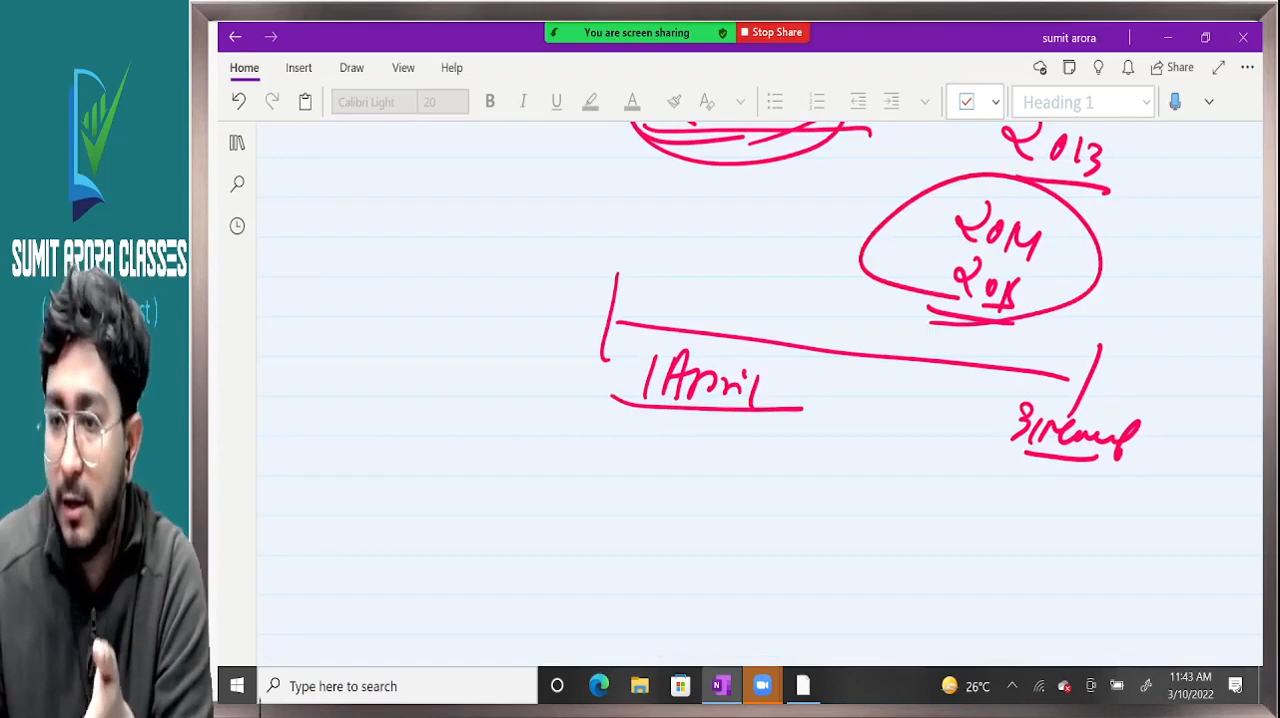 You are screen sharing
Stop Share
sumit arora
Home
Insert
Draw
View
Help
Share
Calibri Light
20
B
I
U
A
Heading 1
SUMIT ARORA CLASSES
2013
2014
2015
1 April
31 March
Type here to search
N
26°C
11:43 AM
3/10/2022